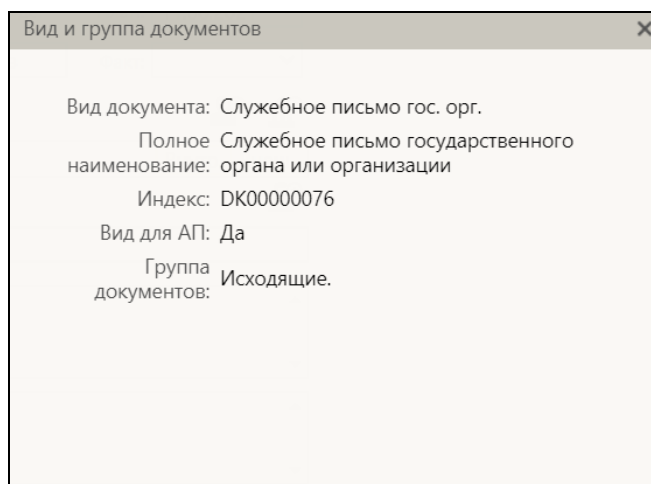 Вид и группа документов
Вид документа: Служебное письмо гос. орг.
Полное Служебное письмо государственного
наименование: органа или организации
Индекс: DK00000076
Вид для АП: Да
Группа
документов: Исходящие.